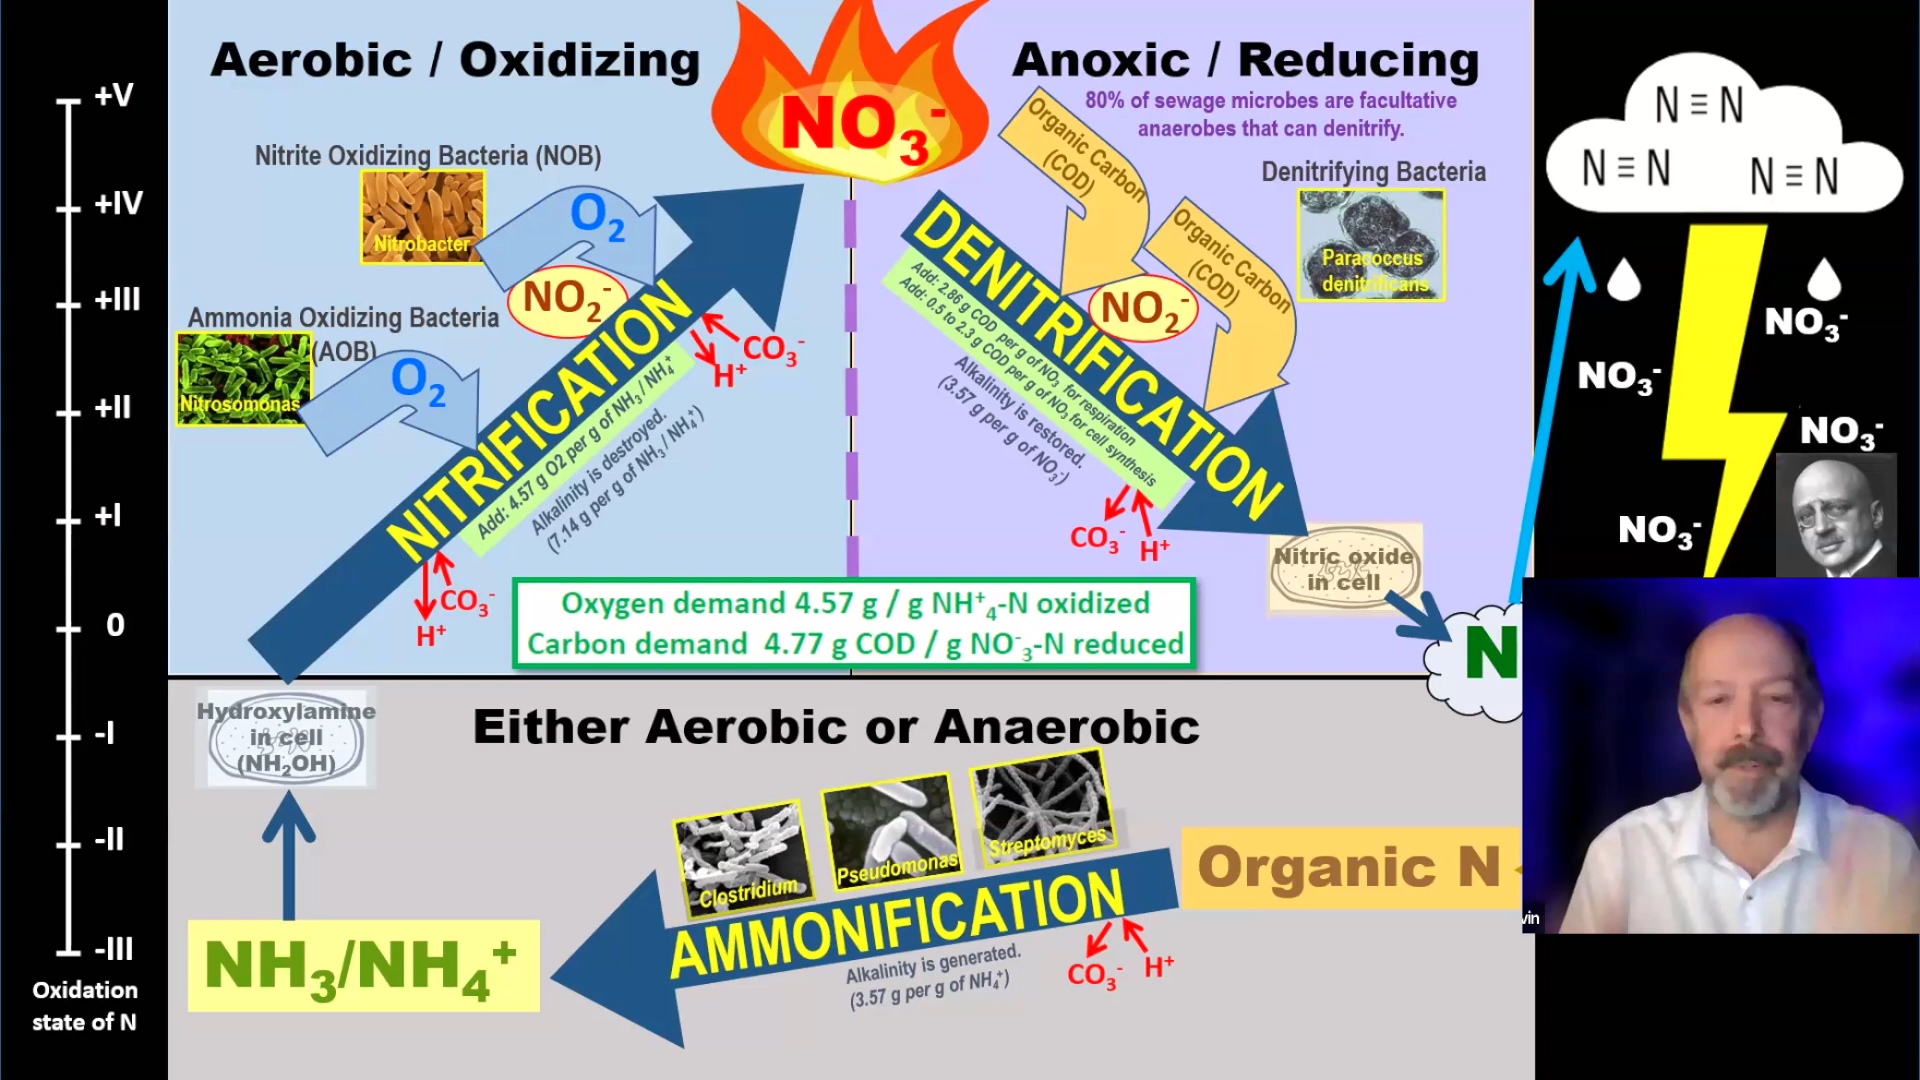 +V
+IV
+III
+II
+I
0
-I
-II
-III
Oxidation
state of N
Aerobic / Oxidizing
Nitrite Oxidizing Bacteria (NOB)
Nitrobacter
O₂
NO₂⁻
Ammonia Oxidizing Bacteria
(AOB)
Nitrosomonas
O₂
NITRIFICATION
Add: 4.57 g O2 per g of NH₃ / NH₄⁺
Alkalinity is destroyed.
(7.14 g per g of NH₃ / NH₄⁺)
CO₃⁻
H⁺
CO₃⁻
H⁺
NO₃⁻
Anoxic / Reducing
80% of sewage microbes are facultative
anaerobes that can denitrify.
Organic Carbon
(COD)
Organic Carbon
(COD)
Denitrifying Bacteria
Paracoccus
denitrificans
NO₂⁻
DENITRIFICATION
Add: 2.86 g COD per g of NO₃ for respiration
Add: 0.5 to 2.3 g COD per g of NO₃ for cell synthesis
Alkalinity is restored.
(3.57 g per g of NO₃⁻)
CO₃⁻
H⁺
Nitric oxide
in cell
N
Oxygen demand 4.57 g / g NH⁺₄-N oxidized
Carbon demand 4.77 g COD / g NO⁻₃-N reduced
Hydroxylamine
in cell
(NH₂OH)
Either Aerobic or Anaerobic
Clostridium
Pseudomonas
Streptomyces
AMMONIFICATION
Alkalinity is generated.
(3.57 g per g of NH₄⁺)
CO₃⁻
H⁺
Organic N
NH₃/NH₄⁺
N≡N
N≡N
N≡N
NO₃⁻
NO₃⁻
NO₃⁻
NO₃⁻
vin